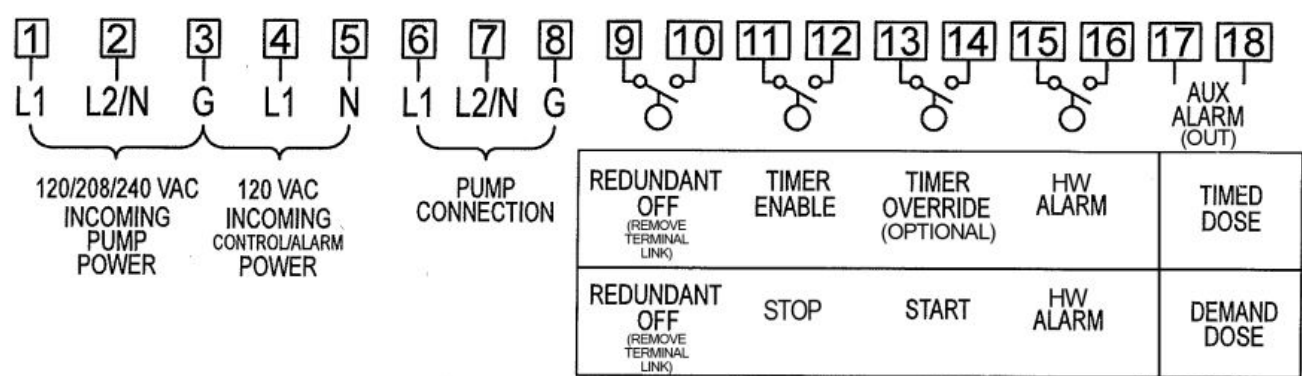 1 2 3 4 5 6 7 8 9 10 11 12 13 14 15 16 17 18
L1 L2/N G L1 N L1 L2/N G
AUX
ALARM
(OUT)
120/208/240 VAC
INCOMING
PUMP
POWER
120 VAC
INCOMING
CONTROL/ALARM
POWER
PUMP
CONNECTION
REDUNDANT
OFF
(REMOVE
TERMINAL
LINK)
TIMER
ENABLE
TIMER
OVERRIDE
(OPTIONAL)
HW
ALARM
TIMED
DOSE
REDUNDANT
OFF
(REMOVE
TERMINAL
LINK)
STOP
START
HW
ALARM
DEMAND
DOSE